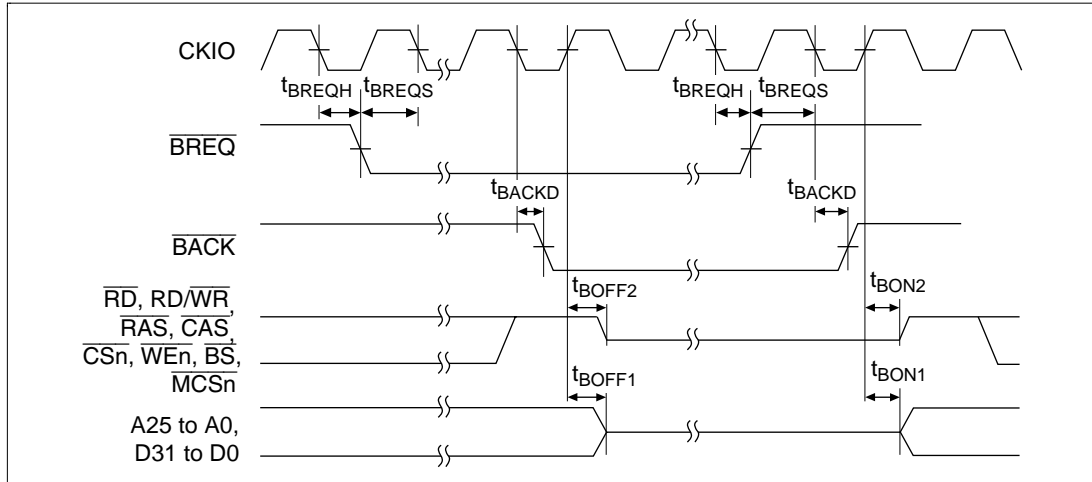 CKIO
tBREQH tBREQS tBREQH tBREQS
BREQ
tBACKD tBACKD
BACK
RD, RD/WR,
RAS, CAS,
CSn, WEn, BS,
MCSn
tBOFF2 tBON2
tBOFF1 tBON1
A25 to A0,
D31 to D0